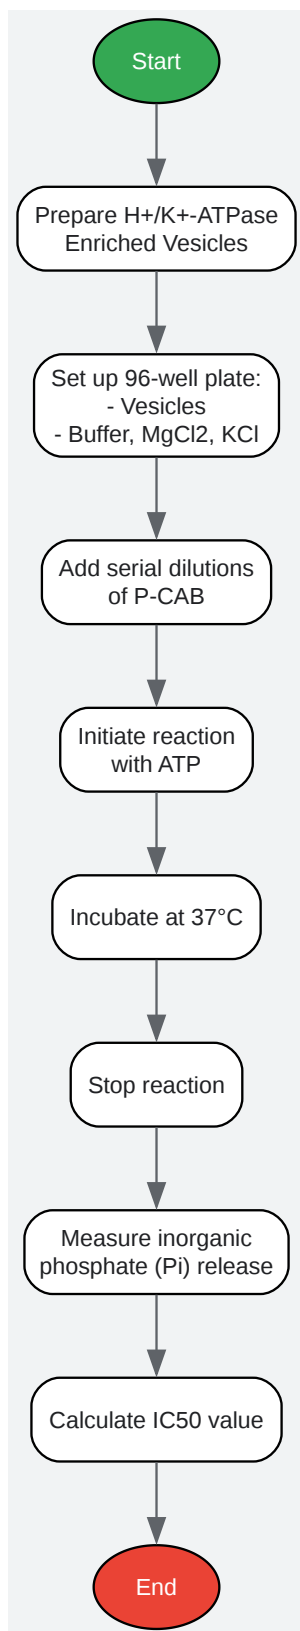 Start
Prepare H+/K+-ATPase
Enriched Vesicles
Set up 96-well plate:
- Vesicles
- Buffer, MgCl2, KCl
Add serial dilutions
of P-CAB
Initiate reaction
with ATP
Incubate at 37°C
Stop reaction
Measure inorganic
phosphate (Pi) release
Calculate IC50 value
End